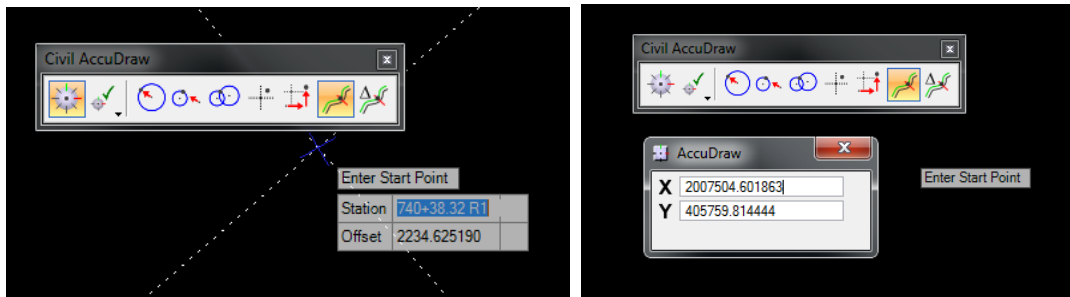 Civil AccuDraw
Enter Start Point
Station 740+38.32 R1
Offset 2234.625190
Civil AccuDraw
AccuDraw
X 2007504.601863
Y 405759.814444
Enter Start Point